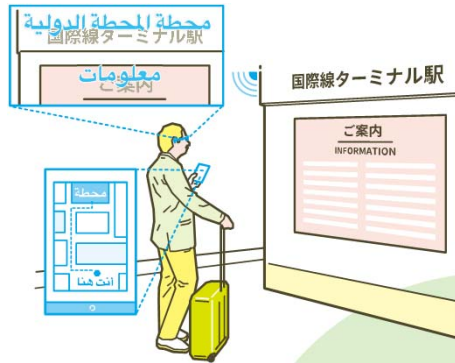 محطة المحطة الدولية
国際線ターミナル駅
معلومات
ご案内
国際線ターミナル駅
ご案内
INFORMATION
محطة
انت هنا